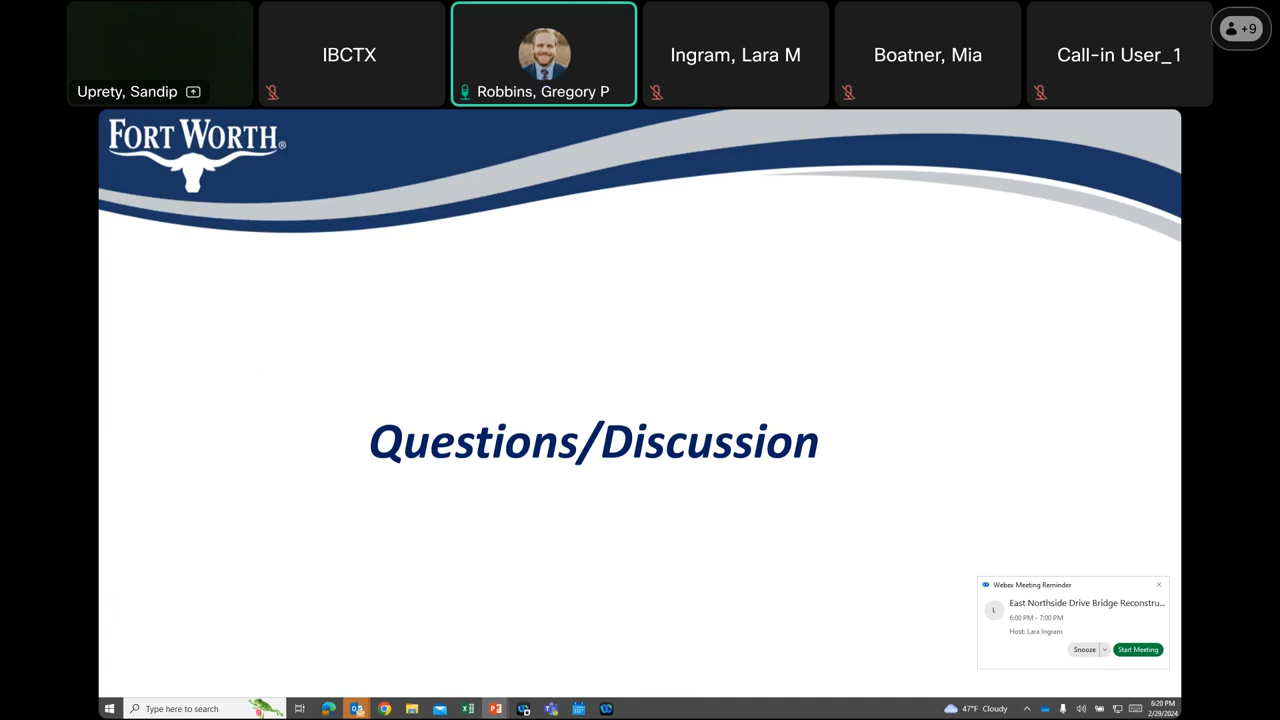 IBCTX
Ingram, Lara M
Boatner, Mia
Call-in User_1
+9
Uprety, Sandip
Robbins, Gregory P
FORT WORTH®
Questions/Discussion
Webex Meeting Reminder
L
East Northside Drive Bridge Reconstru...
6:00 PM - 7:00 PM
Host: Lara Ingram
Snooze
Start Meeting
Type here to search
47°F Cloudy
6:20 PM
2/29/2024